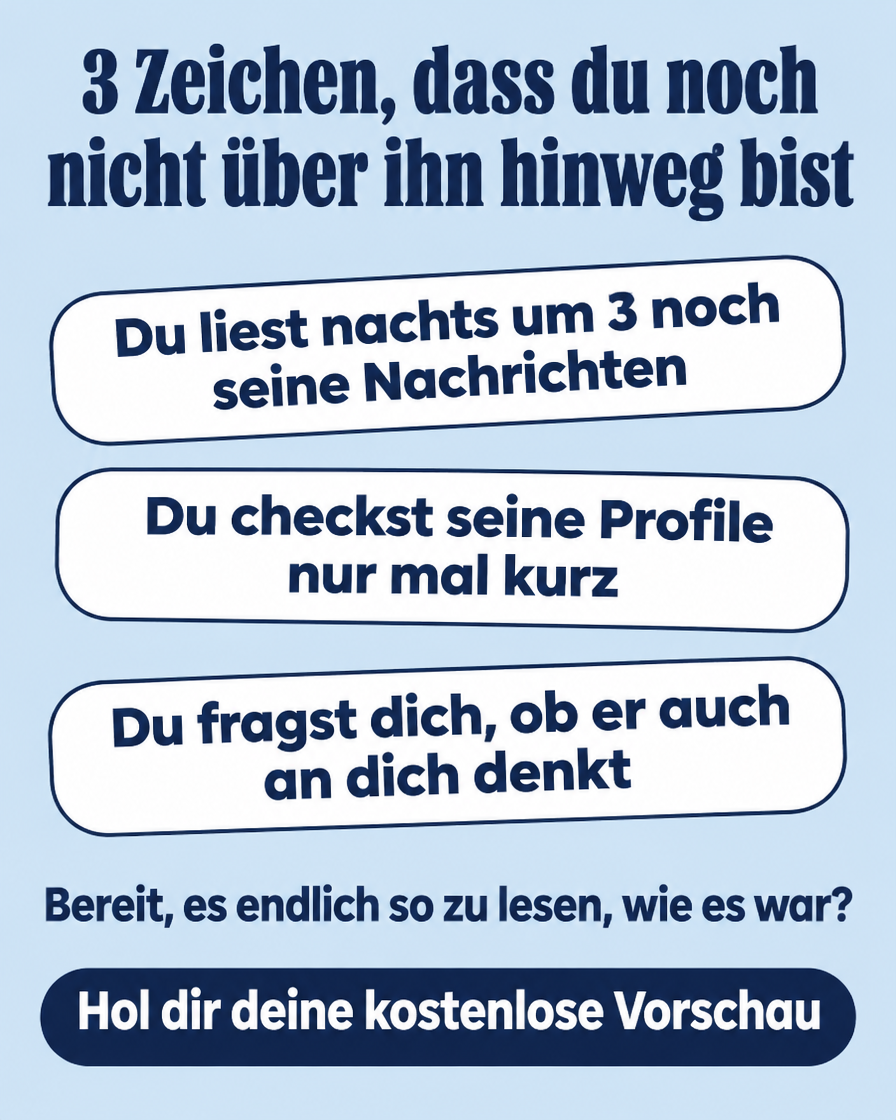 3 Zeichen, dass du noch
nicht über ihn hinweg bist
Du liest nachts um 3 noch
seine Nachrichten
Du checkst seine Profile
nur mal kurz
Du fragst dich, ob er auch
an dich denkt
Bereit, es endlich so zu lesen, wie es war?
Hol dir deine kostenlose Vorschau